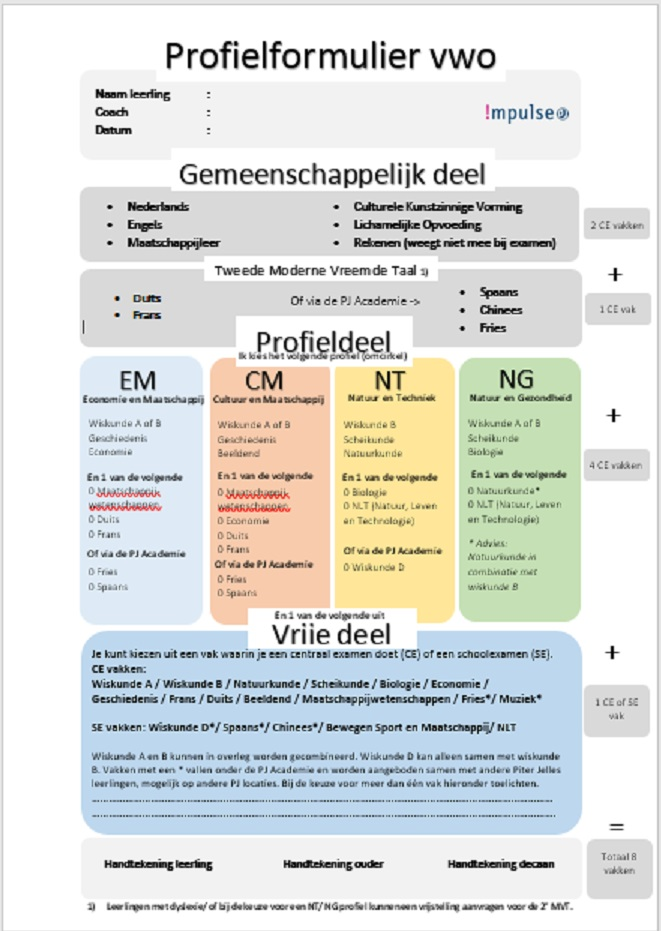 Profielformulier vwo
Naam leerling :
Coach :
Datum :
!mpulse
Gemeenschappelijk deel
• Nederlands
• Engels
• Maatschappijleer
• Culturele Kunstzinnige Vorming
• Lichamelijke Opvoeding
• Rekenen (weegt niet mee bij examen)
2 CE vakken
+
Tweede Moderne Vreemde Taal 1)
• Duits
• Frans
Of via de PJ Academie ->
• Spaans
• Chinees
• Fries
1 CE vak
Profieldeel
Ik kies het volgende profiel (omcirkel)
EM
Economie en Maatschappij
Wiskunde A of B
Geschiedenis
Economie
En 1 van de volgende
0 Maatschappij
wetenschappen
0 Duits
0 Frans
Of via de PJ Academie
0 Fries
0 Spaans
CM
Cultuur en Maatschappij
Wiskunde A of B
Geschiedenis
Beeldend
En 1 van de volgende
0 Maatschappij
wetenschappen
0 Economie
0 Duits
0 Frans
Of via de PJ Academie
0 Fries
0 Spaans
NT
Natuur en Techniek
Wiskunde B
Scheikunde
Natuurkunde
En 1 van de volgende
0 Biologie
0 NLT (Natuur, Leven
en Technologie)
Of via de PJ Academie
0 Wiskunde D
NG
Natuur en Gezondheid
Wiskunde A of B
Scheikunde
Biologie
En 1 van de volgende
0 Natuurkunde*
0 NLT (Natuur, Leven
en Technologie)
* Advies:
Natuurkunde in
combinatie met
wiskunde B
+
4 CE vakken
En 1 van de volgende uit
Vrije deel
Je kunt kiezen uit een vak waarin je een centraal examen doet (CE) of een schoolexamen (SE).
CE vakken:
Wiskunde A / Wiskunde B / Natuurkunde / Scheikunde / Biologie / Economie /
Geschiedenis / Frans / Duits / Beeldend / Maatschappijwetenschappen / Fries*/ Muziek*
SE vakken: Wiskunde D*/ Spaans*/ Chinees*/ Bewegen Sport en Maatschappij/ NLT
Wiskunde A en B kunnen in overleg worden gecombineerd. Wiskunde D kan alleen samen met wiskunde
B. Vakken met een * vallen onder de PJ Academie en worden aangeboden samen met andere Piter Jelles
leerlingen, mogelijk op andere PJ locaties. Bij de keuze voor meer dan één vak hieronder toelichten.
+
1 CE of SE
vak
=
Handtekening leerling
Handtekening ouder
Handtekening decaan
Totaal 8
vakken
1) Leerlingen met dyslexie/ of bij de keuze voor een NT/ NG profiel kunnen een vrijstelling aanvragen voor de 2e MVT.